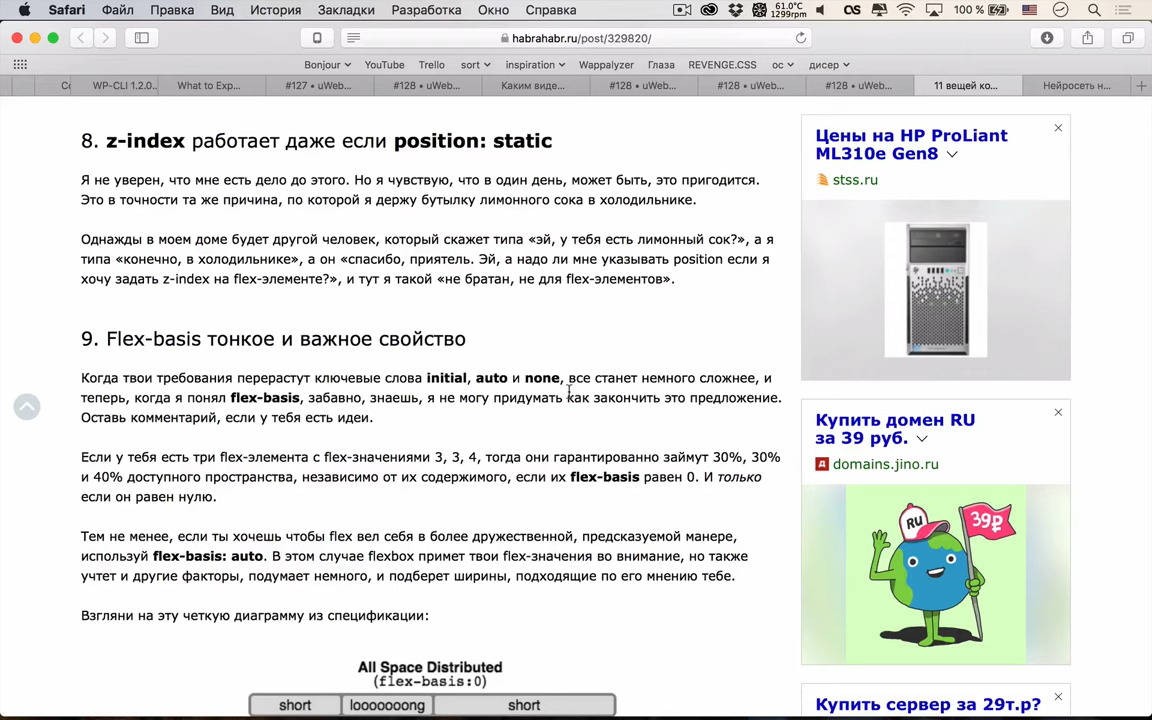 Safari Файл Правка Вид История Закладки Разработка Окно Справка 61.0°C 1299rpm 100 %
habrahabr.ru/post/329820/
Bonjour YouTube Trello sort inspiration Wappalyzer Глаза REVENGE.CSS ос дисер
Cc WP-CLI 1.2.0.. What to Exp... #127 • uWeb... #128 • uWeb... Каким виде... #128 • uWeb... #128 • uWeb... #128 • uWeb... 11 вещей ко... Нейросеть н...
8. z-index работает даже если position: static
Я не уверен, что мне есть дело до этого. Но я чувствую, что в один день, может быть, это пригодится.
Это в точности та же причина, по которой я держу бутылку лимонного сока в холодильнике.
Однажды в моем доме будет другой человек, который скажет типа «эй, у тебя есть лимонный сок?», а я
типа «конечно, в холодильнике», а он «спасибо, приятель. Эй, а надо ли мне указывать position если я
хочу задать z-index на flex-элементе?», и тут я такой «не братан, не для flex-элементов».
9. Flex-basis тонкое и важное свойство
Когда твои требования перерастут ключевые слова initial, auto и none, все станет немного сложнее, и
теперь, когда я понял flex-basis, забавно, знаешь, я не могу придумать как закончить это предложение.
Оставь комментарий, если у тебя есть идеи.
Если у тебя есть три flex-элемента с flex-значениями 3, 3, 4, тогда они гарантированно займут 30%, 30%
и 40% доступного пространства, независимо от их содержимого, если их flex-basis равен 0. И только
если он равен нулю.
Тем не менее, если ты хочешь чтобы flex вел себя в более дружественной, предсказуемой манере,
используй flex-basis: auto. В этом случае flexbox примет твои flex-значения во внимание, но также
учтет и другие факторы, подумает немного, и подберет ширины, подходящие по его мнению тебе.
Взгляни на эту четкую диаграмму из спецификации:
All Space Distributed
(flex-basis:0)
short looooooong short
Цены на HP ProLiant
ML310e Gen8
stss.ru
Купить домен RU
за 39 руб.
domains.jino.ru
RU 39₽
Купить сервер за 29т.р?